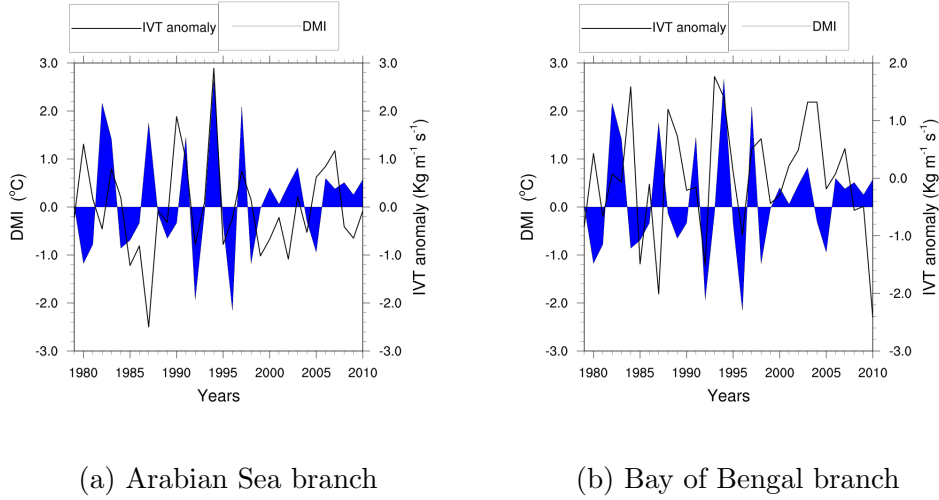 IVT anomaly
DMI
3.0
2.0
1.0
0.0
-1.0
-2.0
-3.0
DMI (°C)
3.0
2.0
1.0
0.0
-1.0
-2.0
-3.0
IVT anomaly (Kg m⁻¹ s⁻¹)
1980 1985 1990 1995 2000 2005 2010
Years
(a) Arabian Sea branch
IVT anomaly
DMI
3.0
2.0
1.0
0.0
-1.0
-2.0
-3.0
DMI (°C)
2.0
1.0
0.0
-1.0
-2.0
-3.0
IVT anomaly (Kg m⁻¹ s⁻¹)
1980 1985 1990 1995 2000 2005 2010
Years
(b) Bay of Bengal branch